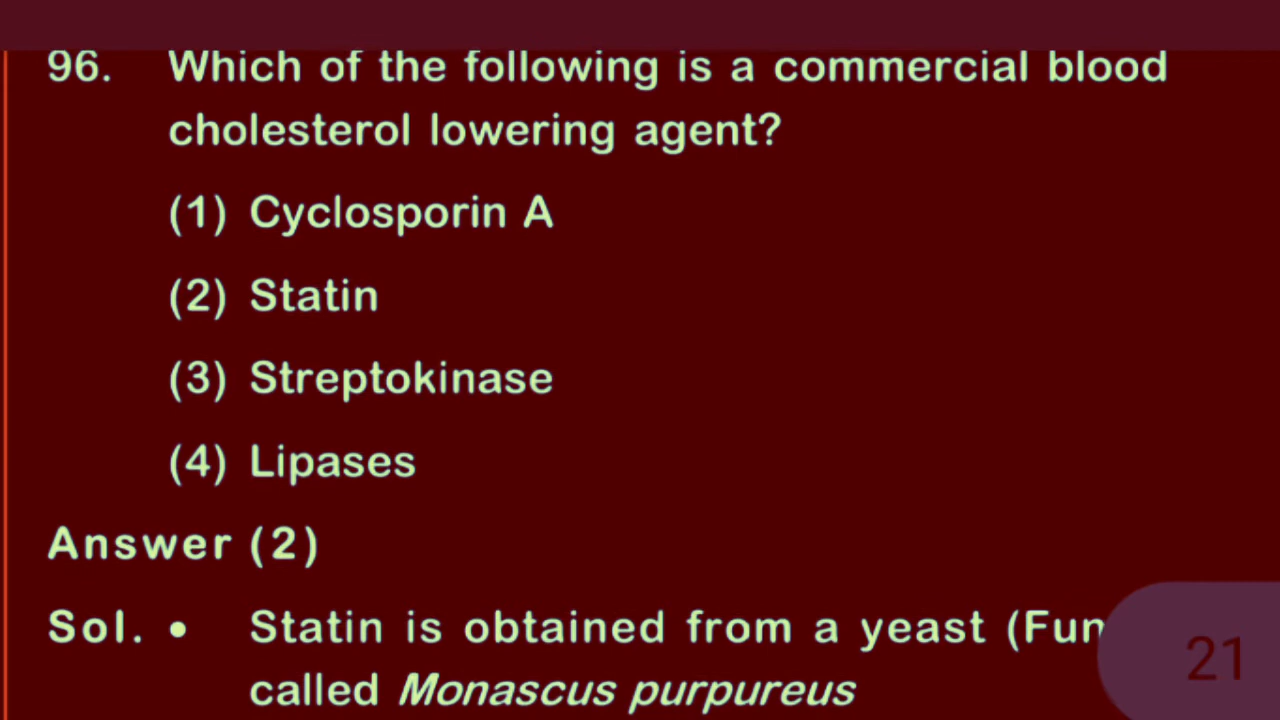 96. Which of the following is a commercial blood
cholesterol lowering agent?
(1) Cyclosporin A
(2) Statin
(3) Streptokinase
(4) Lipases
Answer (2)
Sol. • Statin is obtained from a yeast
called Monascus purpureus
21